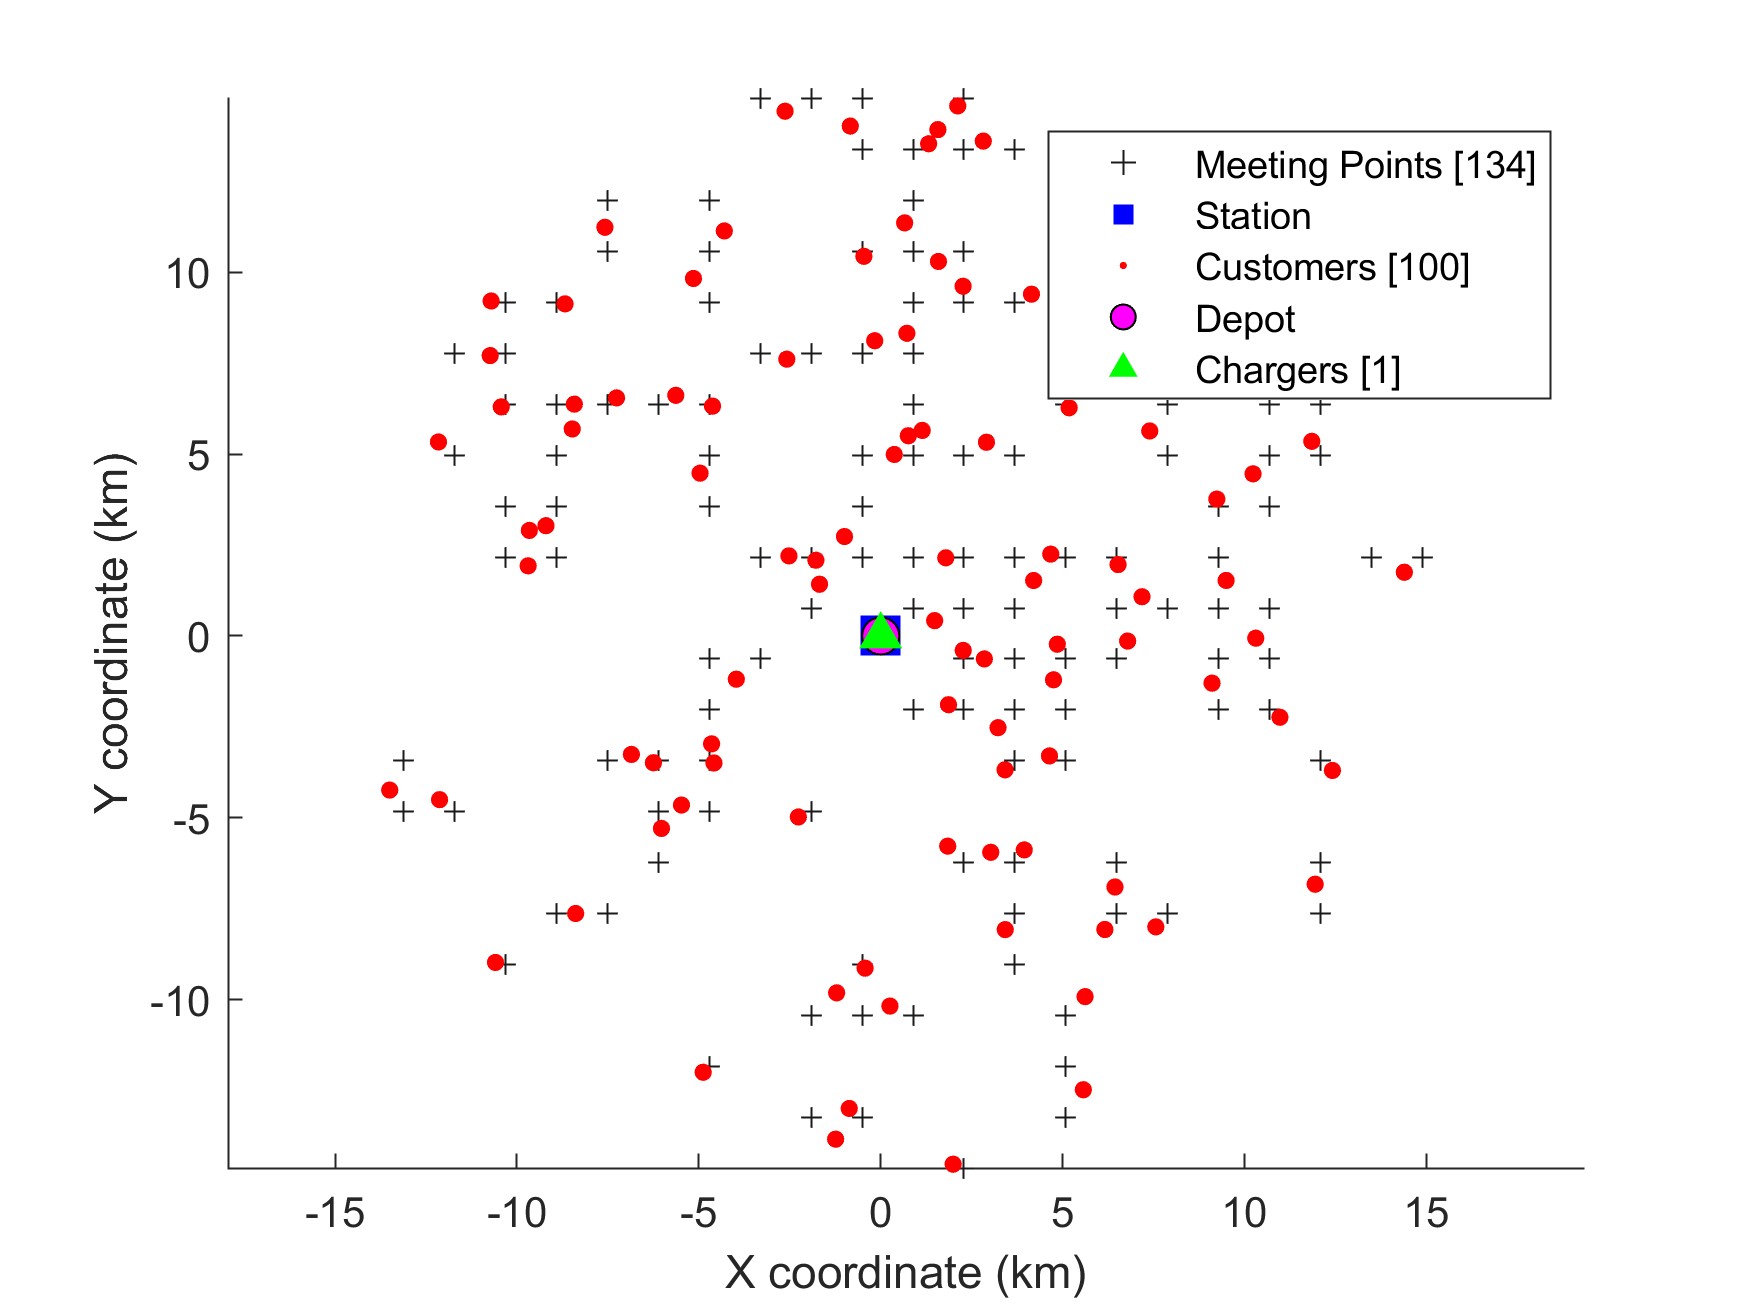 Meeting Points [134]
Station
Customers [100]
Depot
Chargers [1]
10
5
0
-5
-10
Y coordinate (km)
-15 -10 -5 0 5 10 15
X coordinate (km)